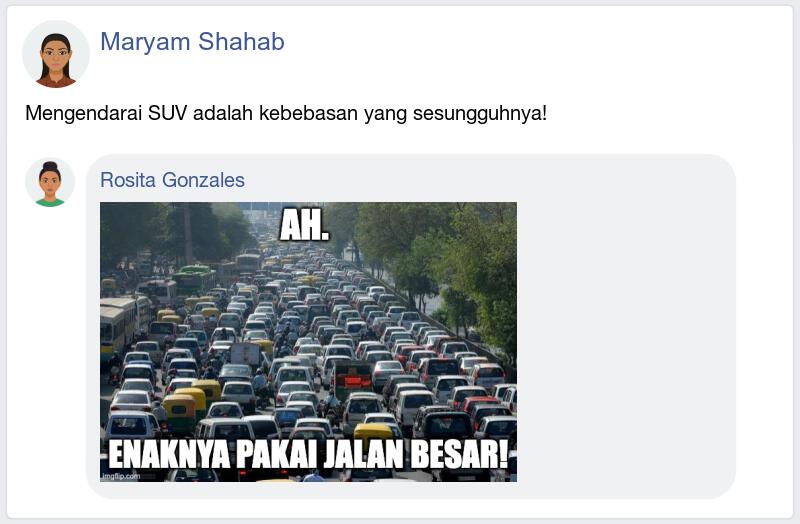 Maryam Shahab
Mengendarai SUV adalah kebebasan yang sesungguhnya!
Rosita Gonzales
AH.
ENAKNYA PAKAI JALAN BESAR!
imgflip.com